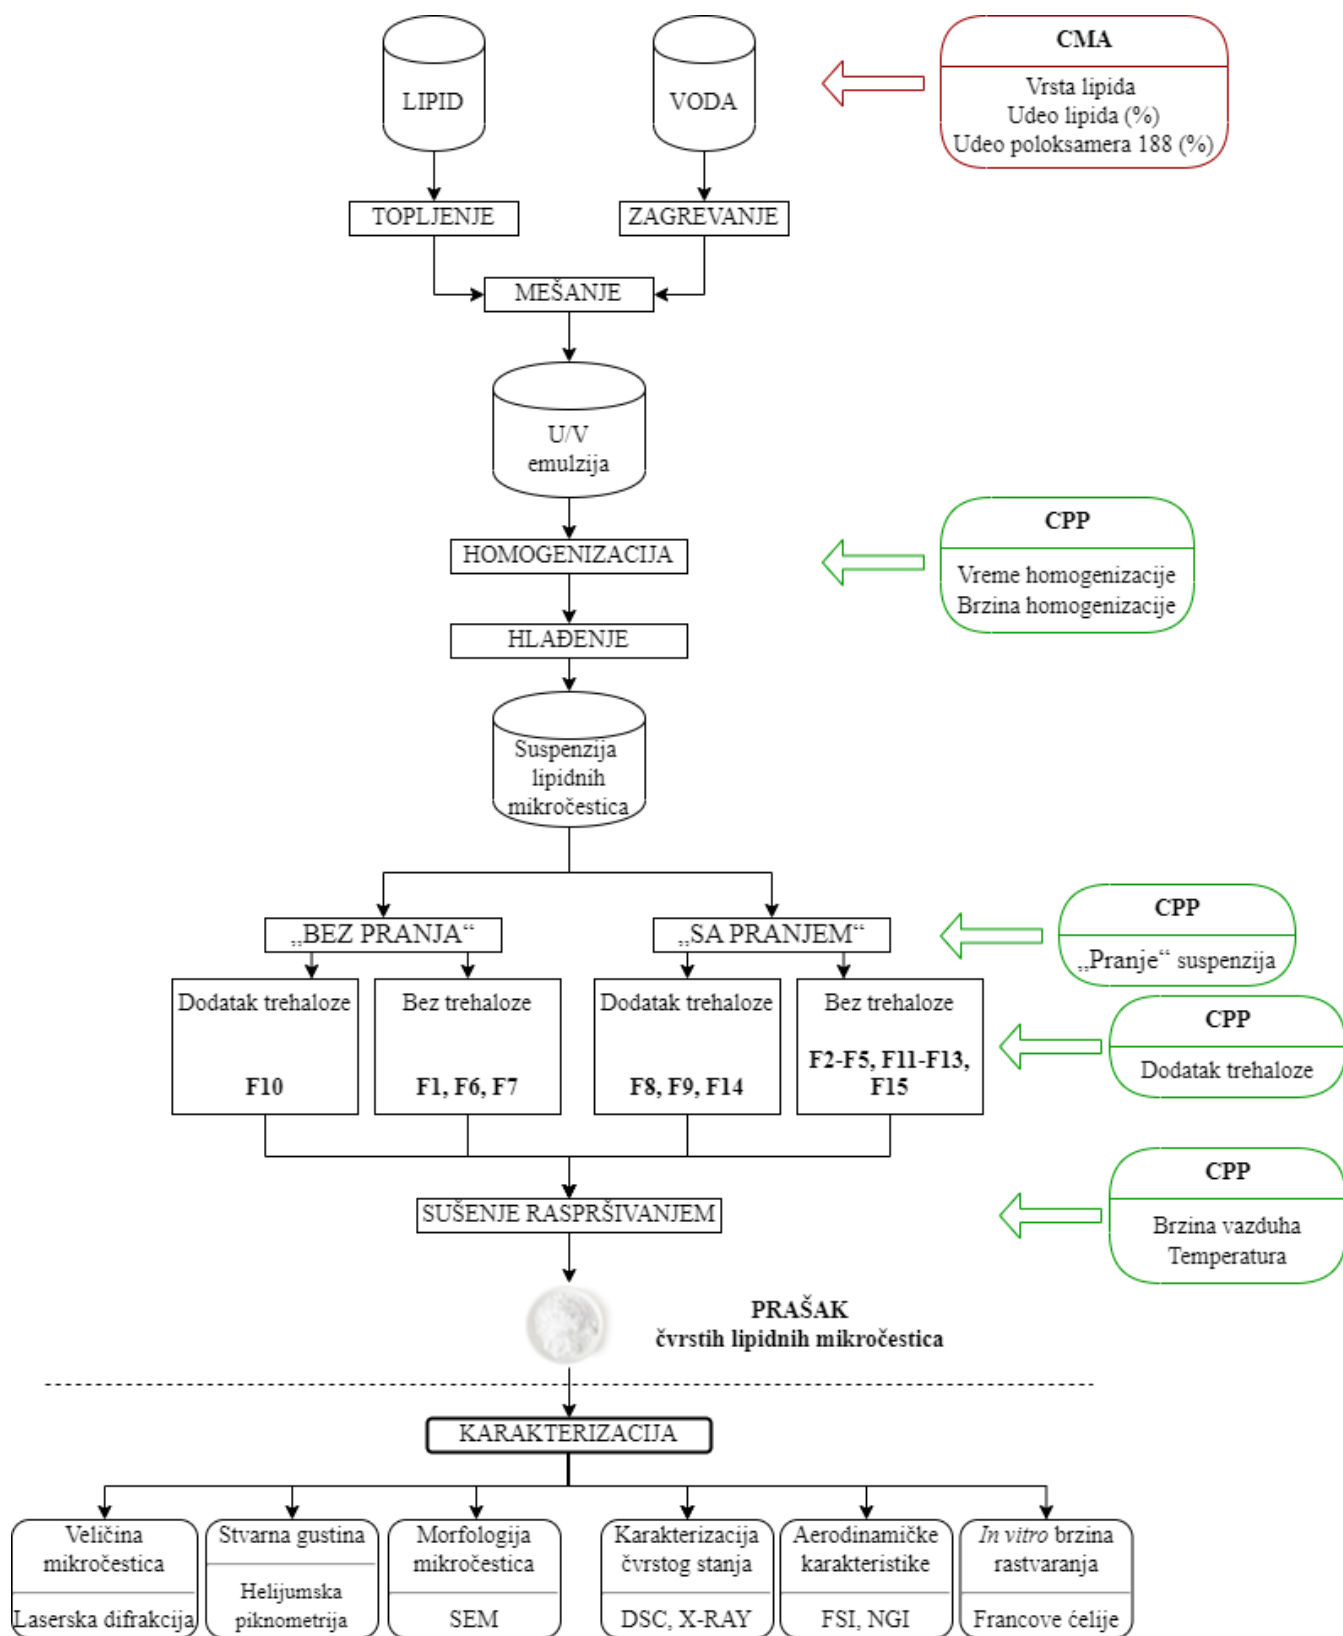 LIPID
VODA
CMA
Vrsta lipida
Udeo lipida (%)
Udeo poloksamera 188 (%)
TOPLJENJE
ZAGREVANJE
MEŠANJE
U/V
emulzija
HOMOGENIZACIJA
CPP
Vreme homogenizacije
Brzina homogenizacije
HLAĐENJE
Suspenzija
lipidnih
mikročestica
„BEZ PRANJA“
„SA PRANJEM“
CPP
„Pranje“ suspenzija
Dodatak trehaloze
F10
Bez trehaloze
F1, F6, F7
Dodatak trehaloze
F8, F9, F14
Bez trehaloze
F2-F5, F11-F13,
F15
CPP
Dodatak trehaloze
SUŠENJE RASPRŠIVANJEM
CPP
Brzina vazduha
Temperatura
PRAŠAK
čvrstih lipidnih mikročestica
KARAKTERIZACIJA
Veličina
mikročestica
Laserska difrakcija
Stvarna gustina
Helijumska
piknometrija
Morfologija
mikročestica
SEM
Karakterizacija
čvrstog stanja
DSC, X-RAY
Aerodinamičke
karakteristike
FSI, NGI
In vitro brzina
rastvaranja
Francove ćelije